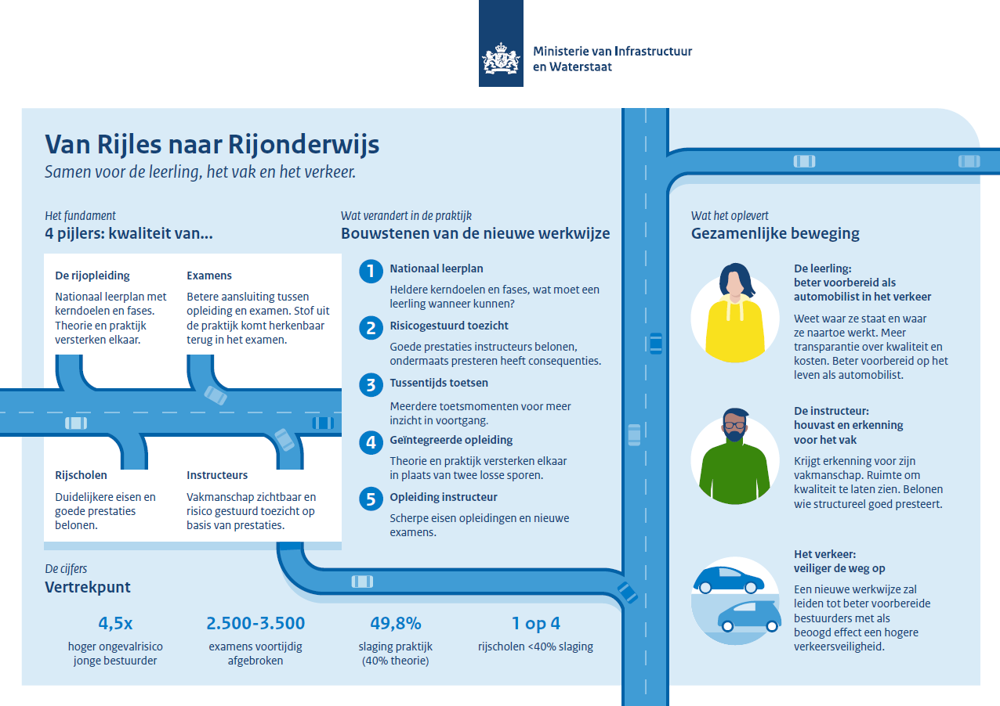 Ministerie van Infrastructuur
en Waterstaat
Van Rijles naar Rijonderwijs
Samen voor de leerling, het vak en het verkeer.
Het fundament
4 pijlers: kwaliteit van...
De rijopleiding
Nationaal leerplan met
kerndoelen en fases.
Theorie en praktijk
versterken elkaar.
Examens
Betere aansluiting tussen
opleiding en examen. Stof uit
de praktijk komt herkenbaar
terug in het examen.
Rijscholen
Duidelijkere eisen en
goede prestaties
belonen.
Instructeurs
Vakmanschap zichtbaar en
risico gestuurd toezicht op
basis van prestaties.
Wat verandert in de praktijk
Bouwstenen van de nieuwe werkwijze
1 Nationaal leerplan
Heldere kerndoelen en fases, wat moet een
leerling wanneer kunnen?
2 Risicogestuurd toezicht
Goede prestaties instructeurs belonen,
ondermaats presteren heeft consequenties.
3 Tussentijds toetsen
Meerdere toetsmomenten voor meer
inzicht in voortgang.
4 Geïntegreerde opleiding
Theorie en praktijk versterken elkaar
in plaats van twee losse sporen.
5 Opleiding instructeur
Scherpe eisen opleidingen en nieuwe
examens.
De cijfers
Vertrekpunt
4,5x
hoger ongevalrisico
jonge bestuurder
2.500-3.500
examens voortijdig
afgebroken
49,8%
slaging praktijk
(40% theorie)
1 op 4
rijscholen <40% slaging
Wat het oplevert
Gezamenlijke beweging
De leerling:
beter voorbereid als
automobilist in het verkeer
Weet waar ze staat en waar
ze naartoe werkt. Meer
transparantie over kwaliteit en
kosten. Beter voorbereid op het
leven als automobilist.
De instructeur:
houvast en erkenning
voor het vak
Krijgt erkenning voor zijn
vakmanschap. Ruimte om
kwaliteit te laten zien. Belonen
wie structureel goed presteert.
Het verkeer:
veiliger de weg op
Een nieuwe werkwijze zal
leiden tot beter voorbereide
bestuurders met als
beoogd effect een hogere
verkeersveiligheid.